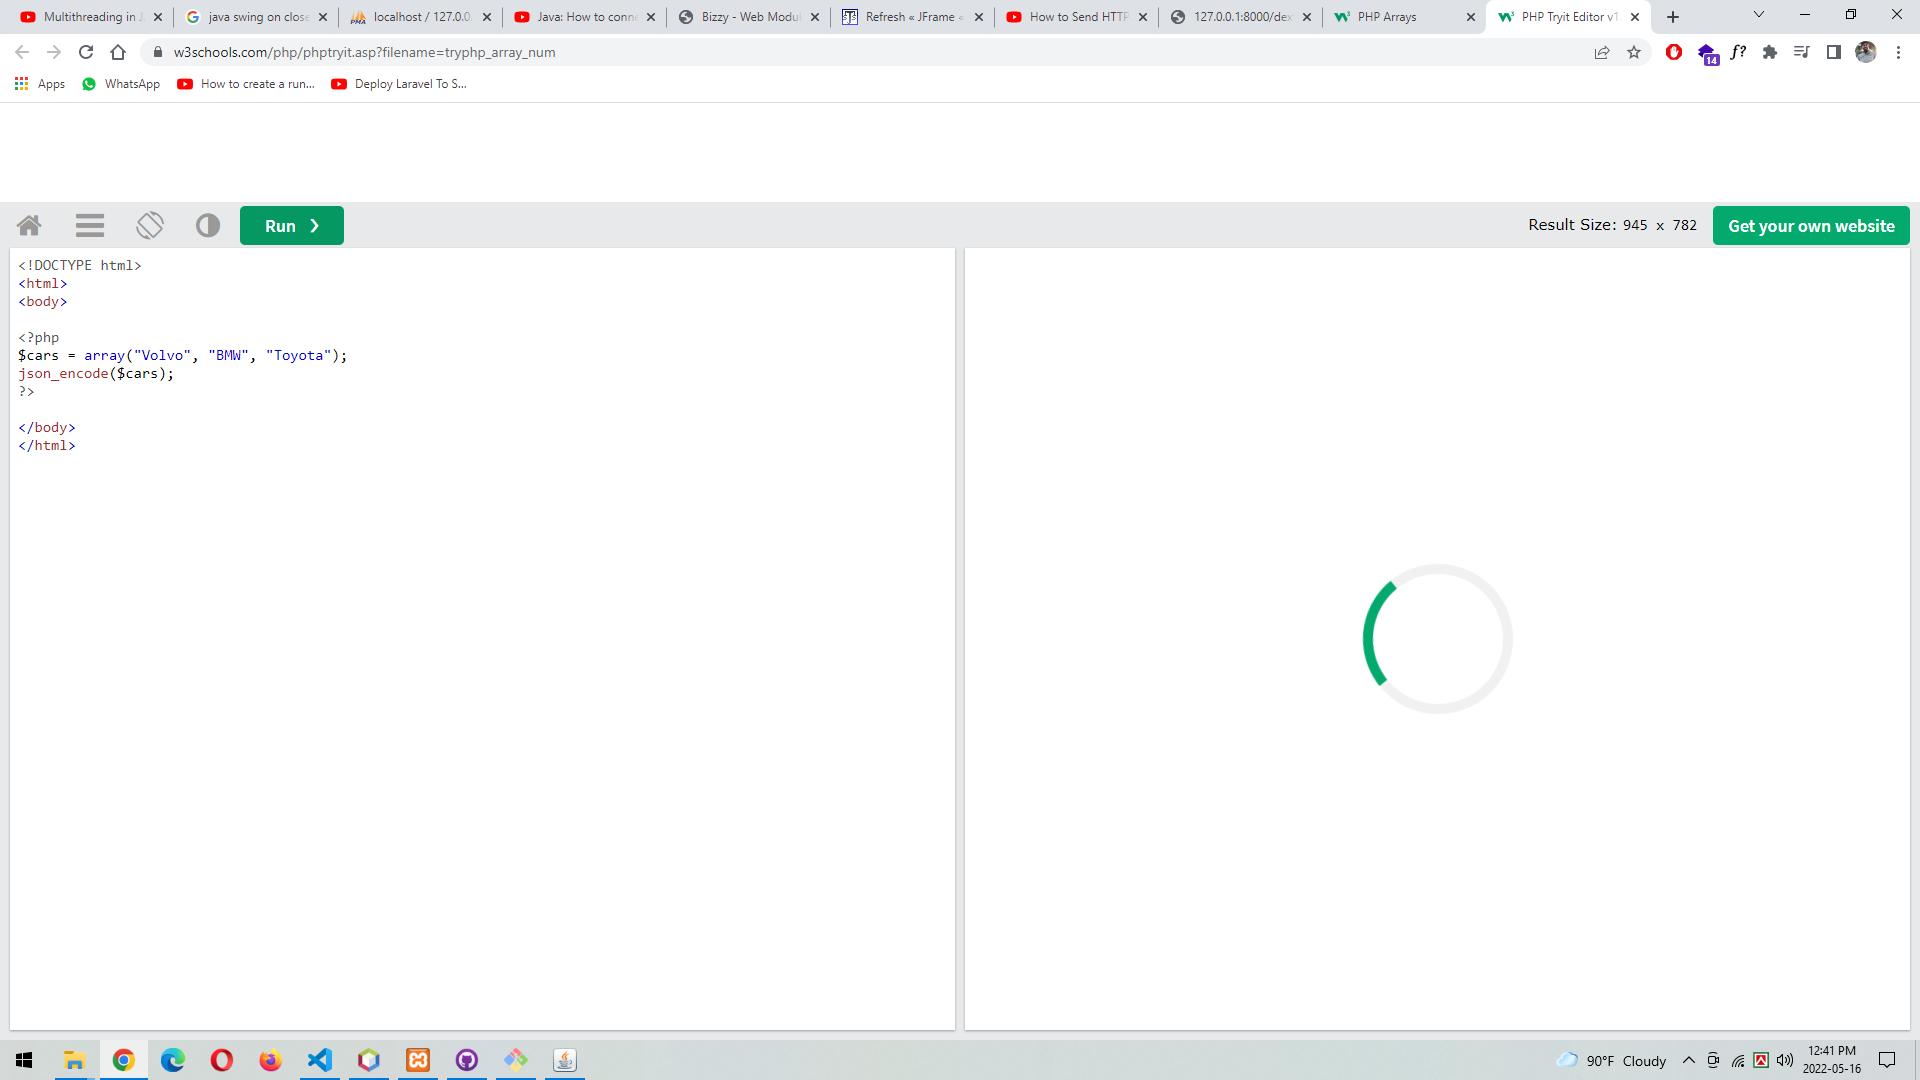 Multithreading in J
java swing on close
localhost / 127.0.0.
Java: How to conne
Bizzy - Web Modul
Refresh « JFrame «
How to Send HTTP
127.0.0.1:8000/dex
PHP Arrays
PHP Tryit Editor v1.
w3schools.com/php/phptryit.asp?filename=tryphp_array_num
f?
14
Apps
WhatsApp
How to create a run...
Deploy Laravel To S...
Run ❯
Result Size: 945 x 782
Get your own website
<!DOCTYPE html>
<html>
<body>
<?php
$cars = array("Volvo", "BMW", "Toyota");
json_encode($cars);
?>
</body>
</html>
90°F Cloudy
12:41 PM
2022-05-16